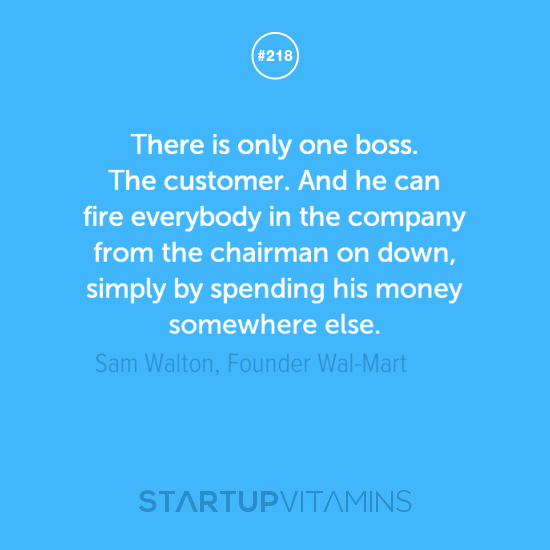 #218
There is only one boss.
The customer. And he can
fire everybody in the company
from the chairman on down,
simply by spending his money
somewhere else.
Sam Walton, Founder Wal-Mart
STARTUPVITAMINS